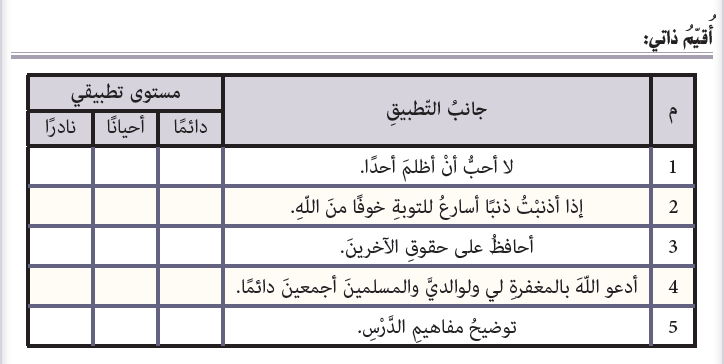 أُقيّمُ ذاتي:
م جانبُ التّطبيقِ مستوى تطبيقي
دائمًا أحيانًا نادرًا
1 لا أحبُّ أنْ أظلمَ أحدًا.
2 إذا أذنبْتُ ذنبًا أسارعُ للتوبةِ خوفًا منَ اللّهِ.
3 أحافظُ على حقوقِ الآخرينَ.
4 أدعو اللّهَ بالمغفرةِ لي ولوالديَّ والمسلمينَ أجمعينَ دائمًا.
5 توضيحُ مفاهيمِ الدَّرْسِ.